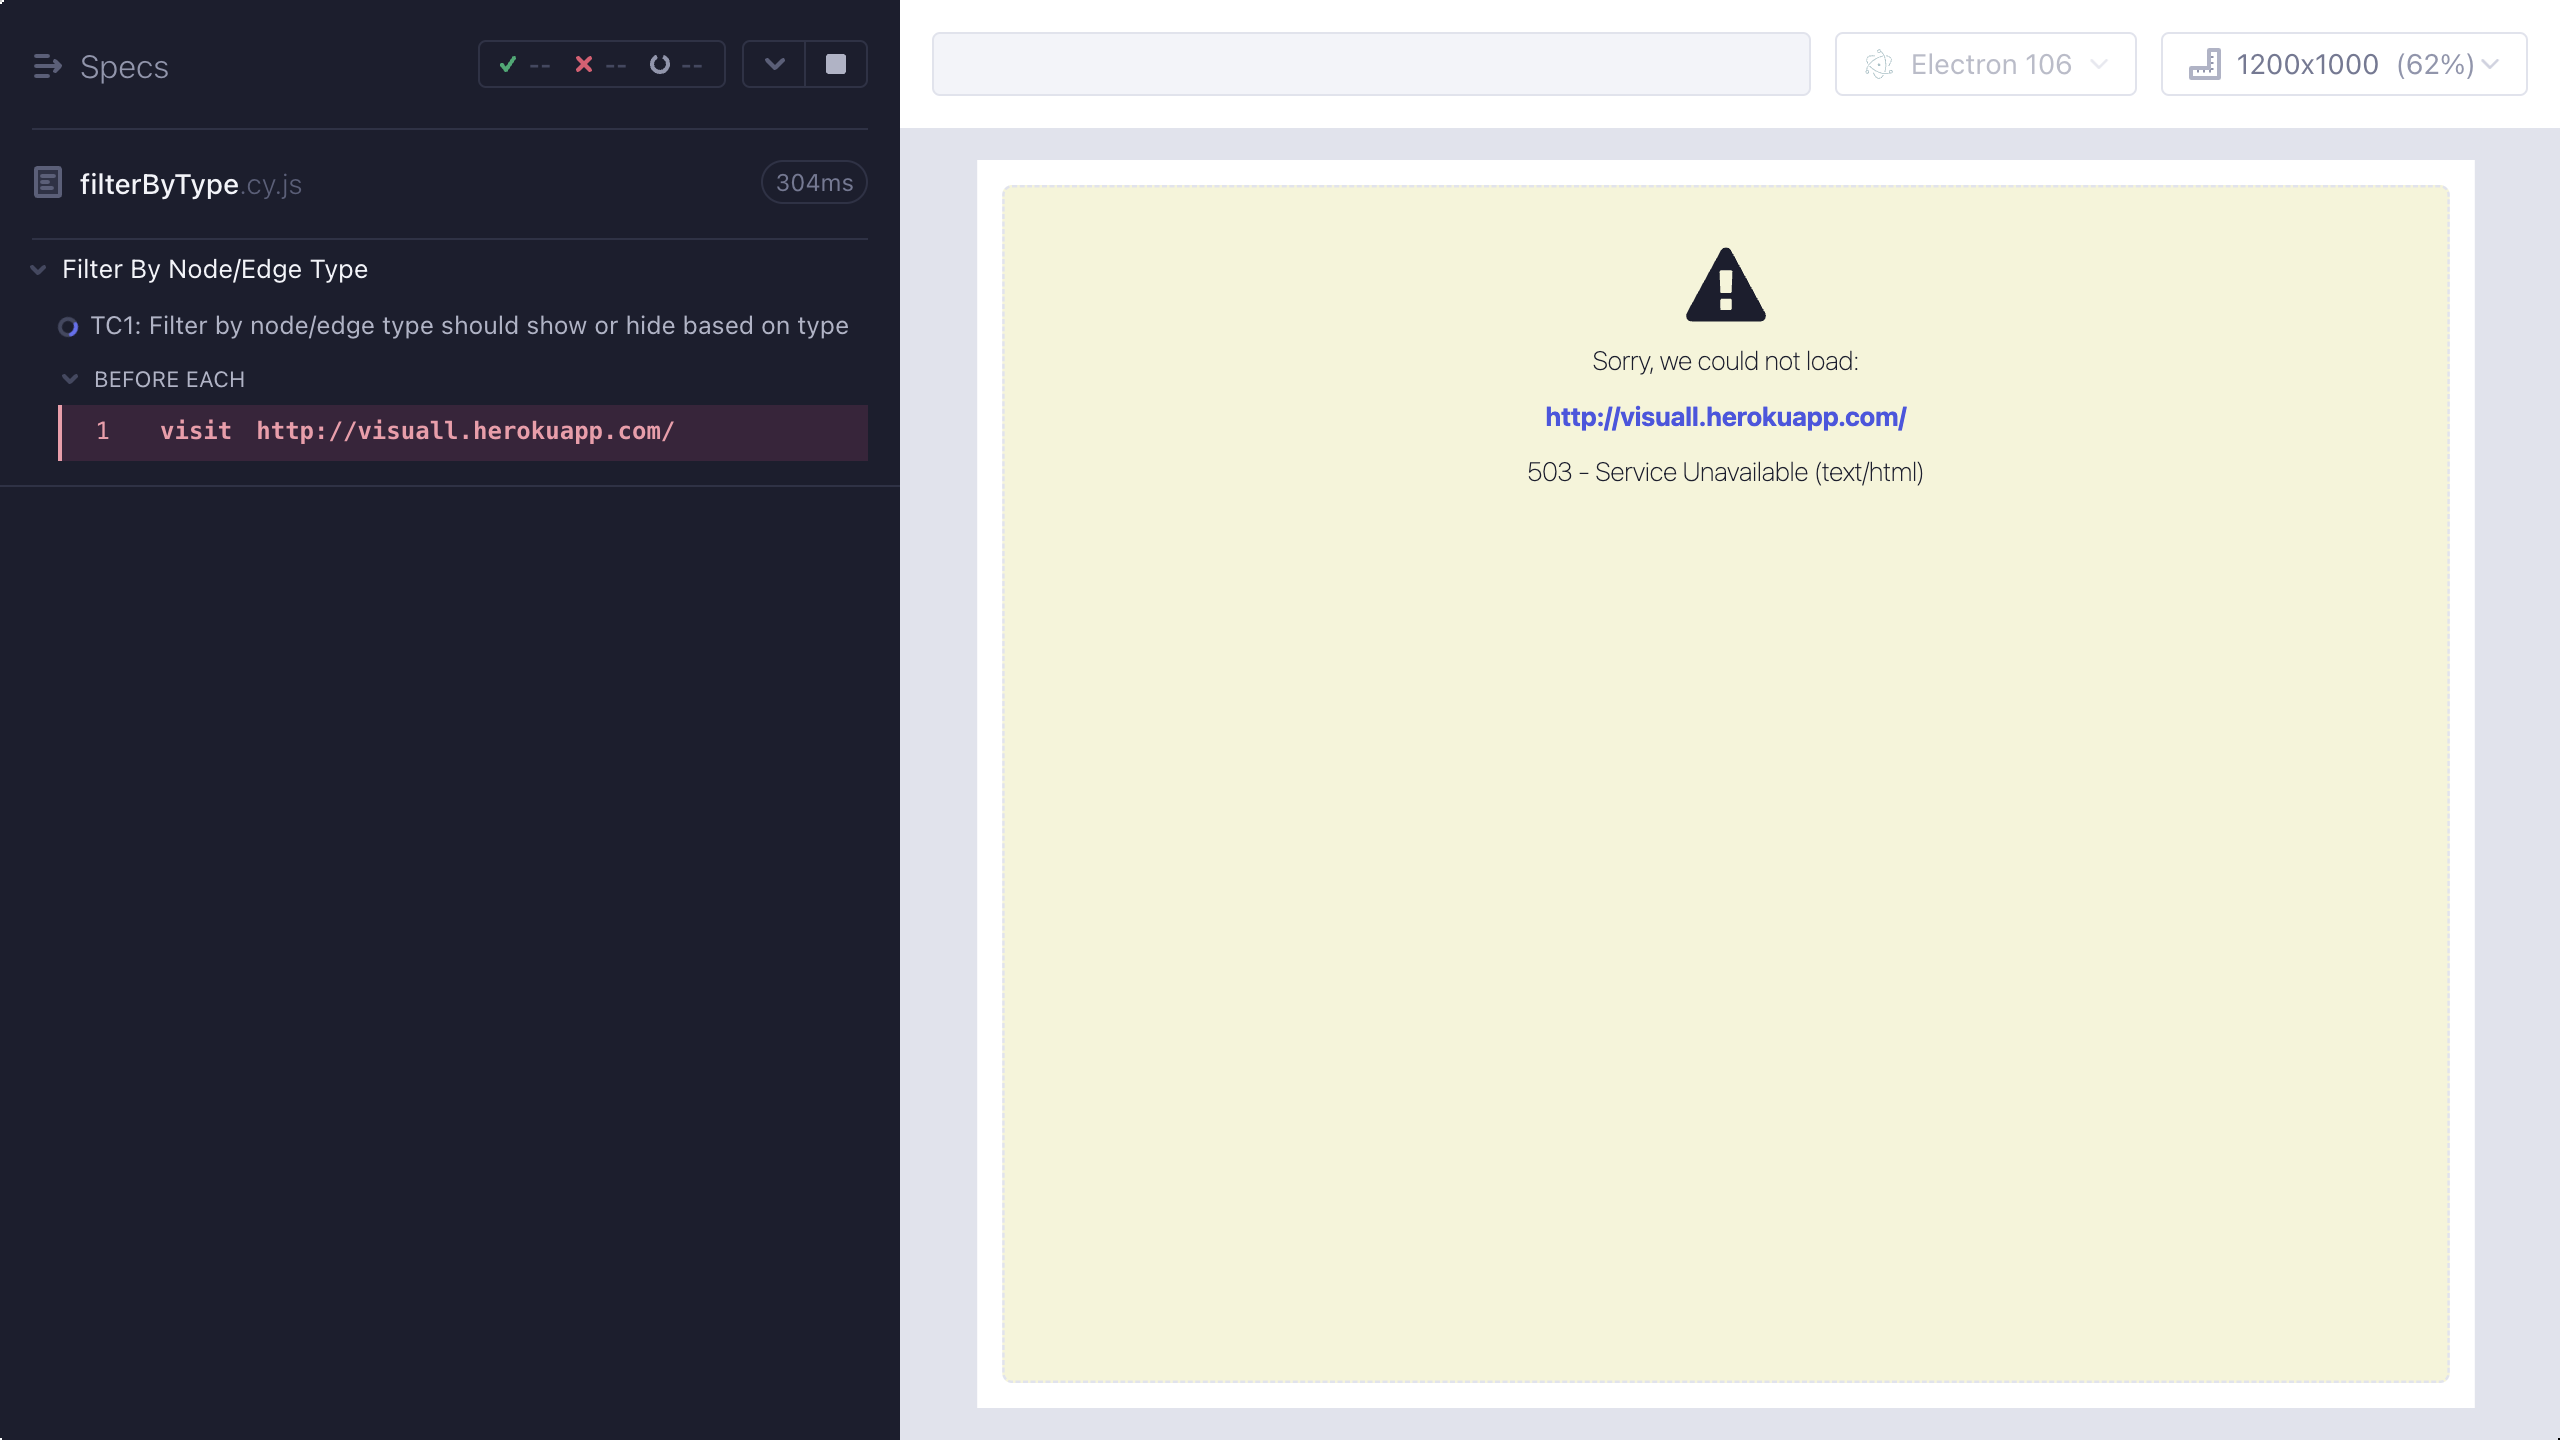 Specs
--
--
--
filterByType.cy.js
304ms
Filter By Node/Edge Type
TC1: Filter by node/edge type should show or hide based on type
BEFORE EACH
1 visit http://visuall.herokuapp.com/
Electron 106
1200x1000 (62%)
Sorry, we could not load:
http://visuall.herokuapp.com/
503 - Service Unavailable (text/html)